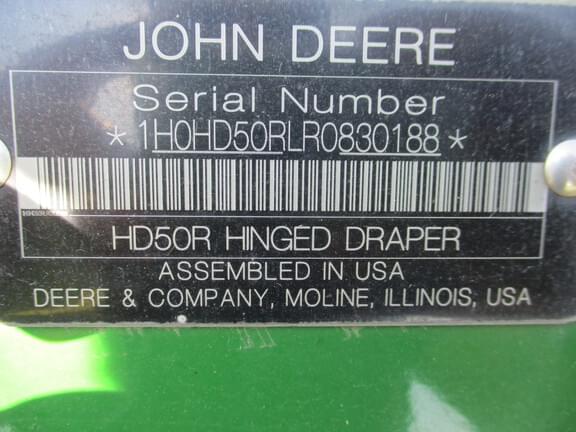 JOHN DEERE
Serial Number
*1H0HD50RLR0830188*
HD50R HINGED DRAPER
ASSEMBLED IN USA
DEERE & COMPANY, MOLINE, ILLINOIS, USA